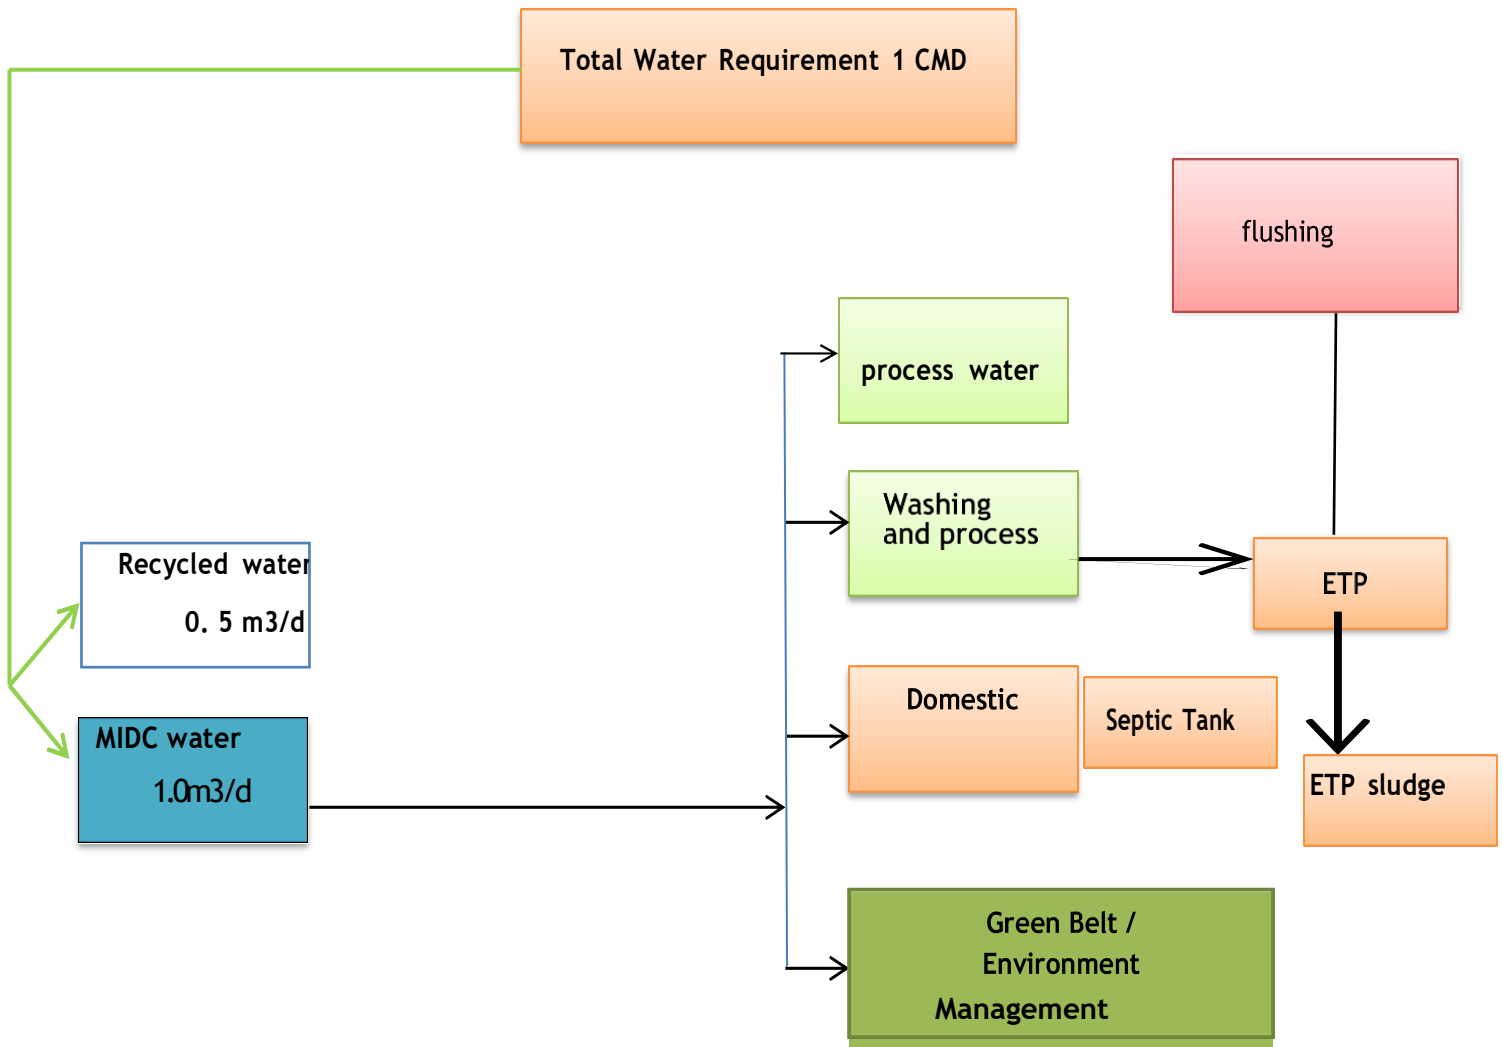 Total Water Requirement 1 CMD
flushing
process water
Washing
and process
ETP
Recycled water
0. 5 m3/d
MIDC water
1.0m3/d
Domestic
Septic Tank
ETP sludge
Green Belt /
Environment
Management